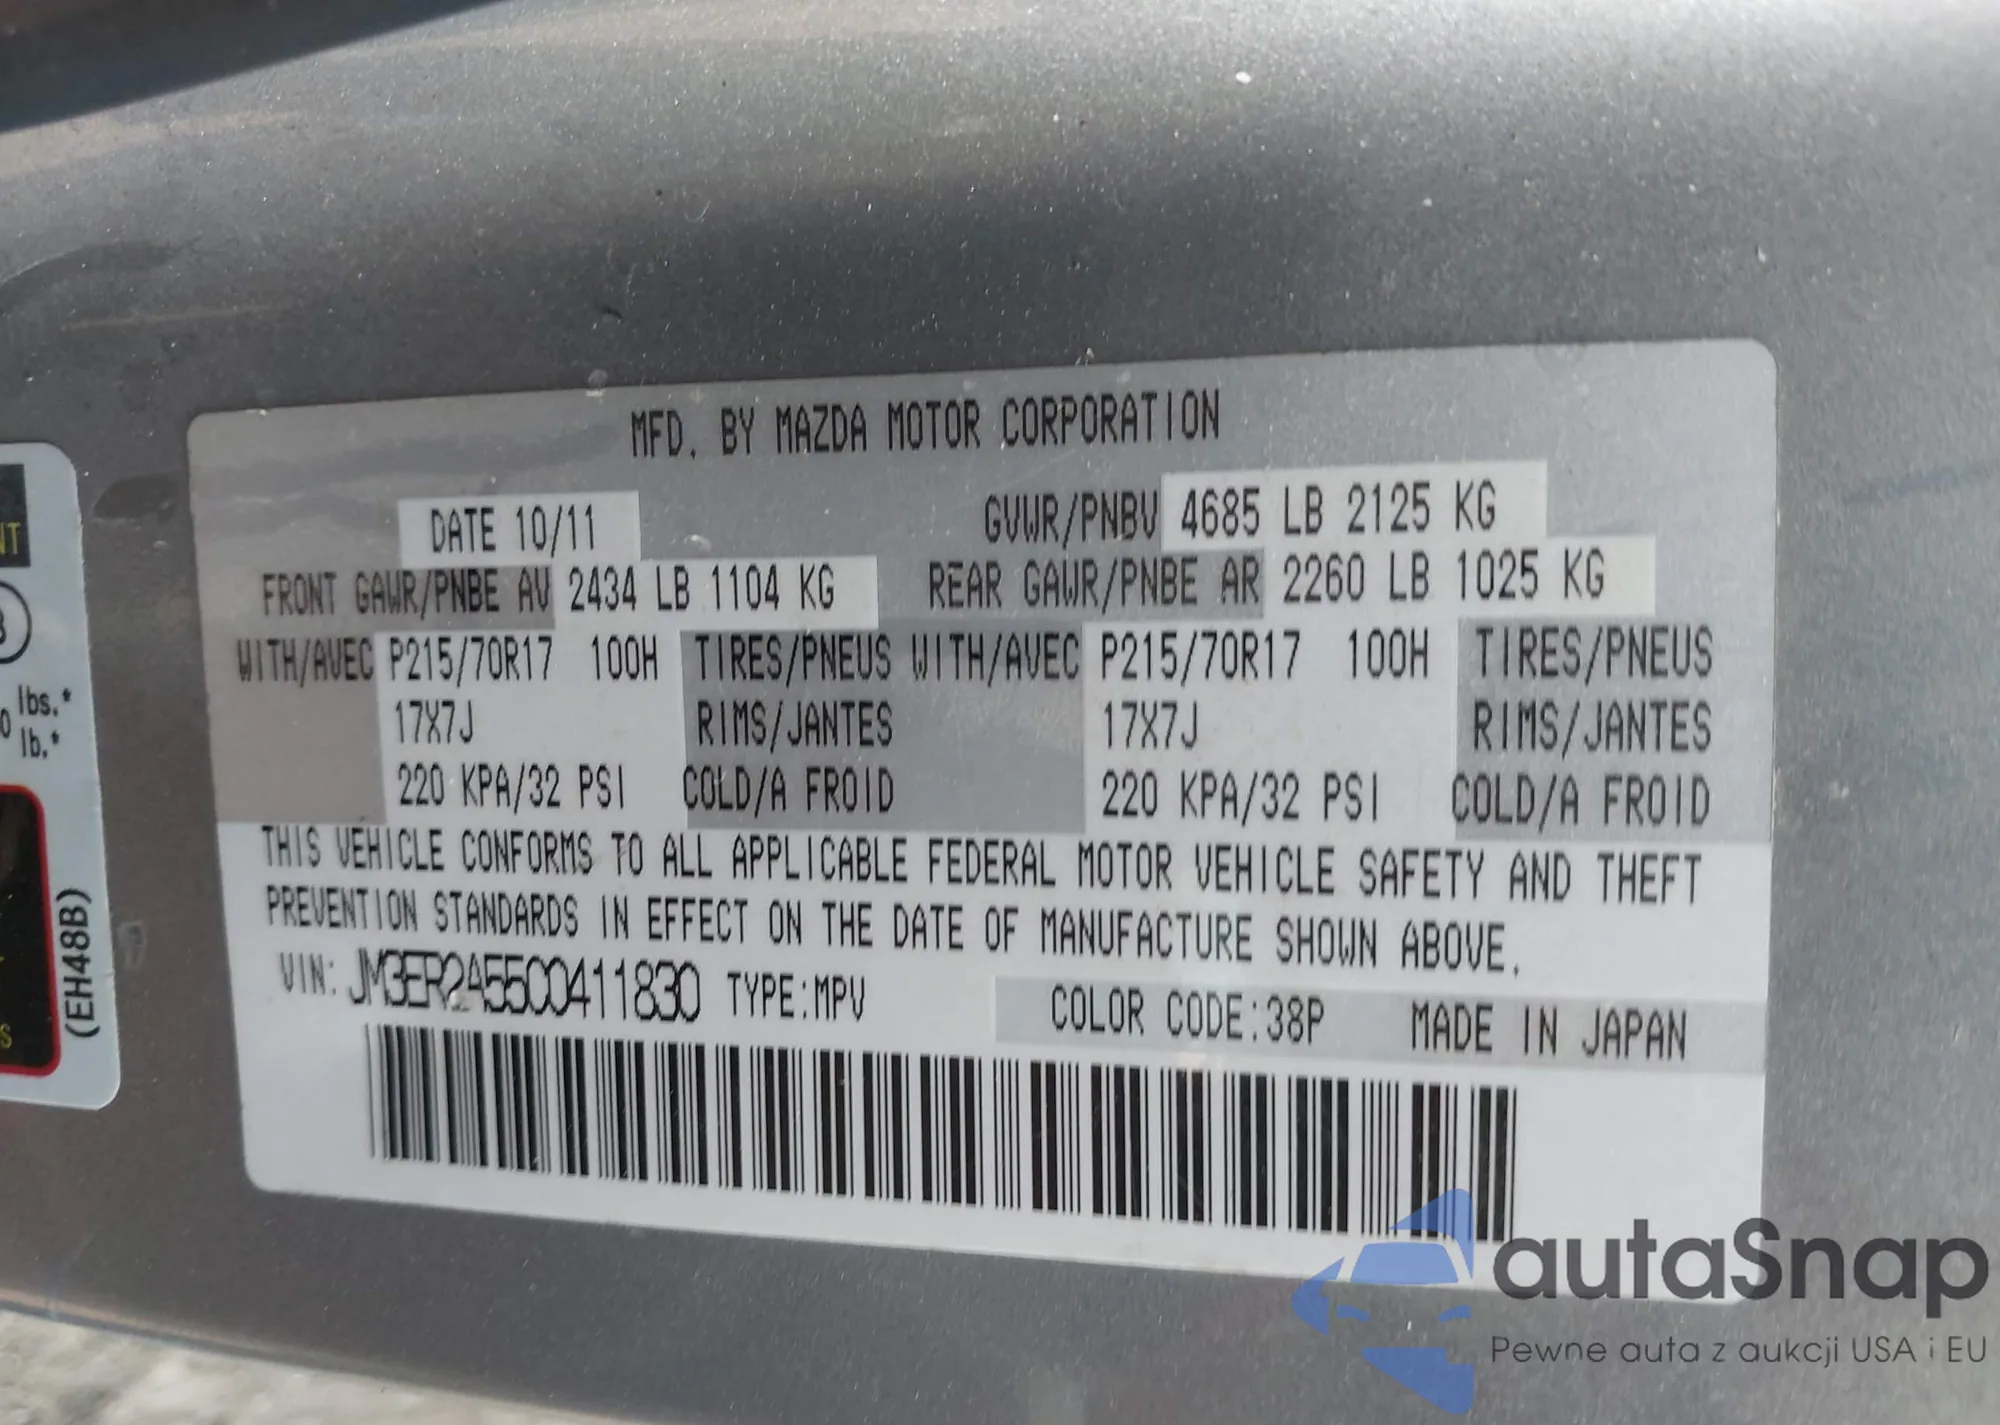 MFD. BY MAZDA MOTOR CORPORATION
DATE 10/11 GVWR/PNBV 4685 LB 2125 KG
FRONT GAWR/PNBE AV 2434 LB 1104 KG REAR GAWR/PNBE AR 2260 LB 1025 KG
WITH/AVEC P215/70R17 100H TIRES/PNEUS WITH/AVEC P215/70R17 100H TIRES/PNEUS
17X7J RIMS/JANTES 17X7J RIMS/JANTES
220 KPA/32 PSI COLD/A FROID 220 KPA/32 PSI COLD/A FROID
THIS VEHICLE CONFORMS TO ALL APPLICABLE FEDERAL MOTOR VEHICLE SAFETY AND THEFT
PREVENTION STANDARDS IN EFFECT ON THE DATE OF MANUFACTURE SHOWN ABOVE.
VIN: JM3ER2A55C0411830 TYPE:MPV COLOR CODE:38P MADE IN JAPAN
lbs.*
lb.*
(EH48B)
autaSnap
Pewne auta z aukcji USA i EU